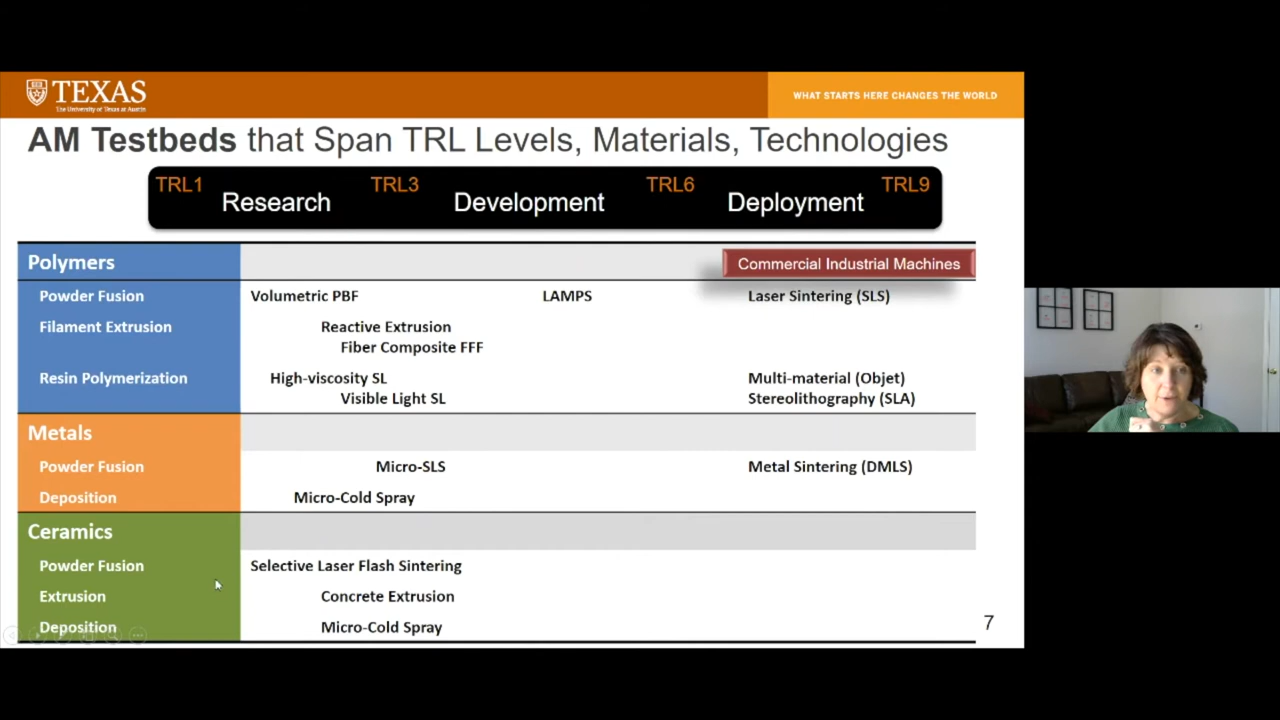 TEXAS
The University of Texas at Austin
WHAT STARTS HERE CHANGES THE WORLD
AM Testbeds that Span TRL Levels, Materials, Technologies
TRL1 Research TRL3 Development TRL6 Deployment TRL9
Polymers Commercial Industrial Machines
Powder Fusion Volumetric PBF LAMPS Laser Sintering (SLS)
Filament Extrusion Reactive Extrusion
Fiber Composite FFF
Resin Polymerization High-viscosity SL Multi-material (Objet)
Visible Light SL Stereolithography (SLA)
Metals
Powder Fusion Micro-SLS Metal Sintering (DMLS)
Deposition Micro-Cold Spray
Ceramics
Powder Fusion Selective Laser Flash Sintering
Extrusion Concrete Extrusion
Deposition Micro-Cold Spray
7